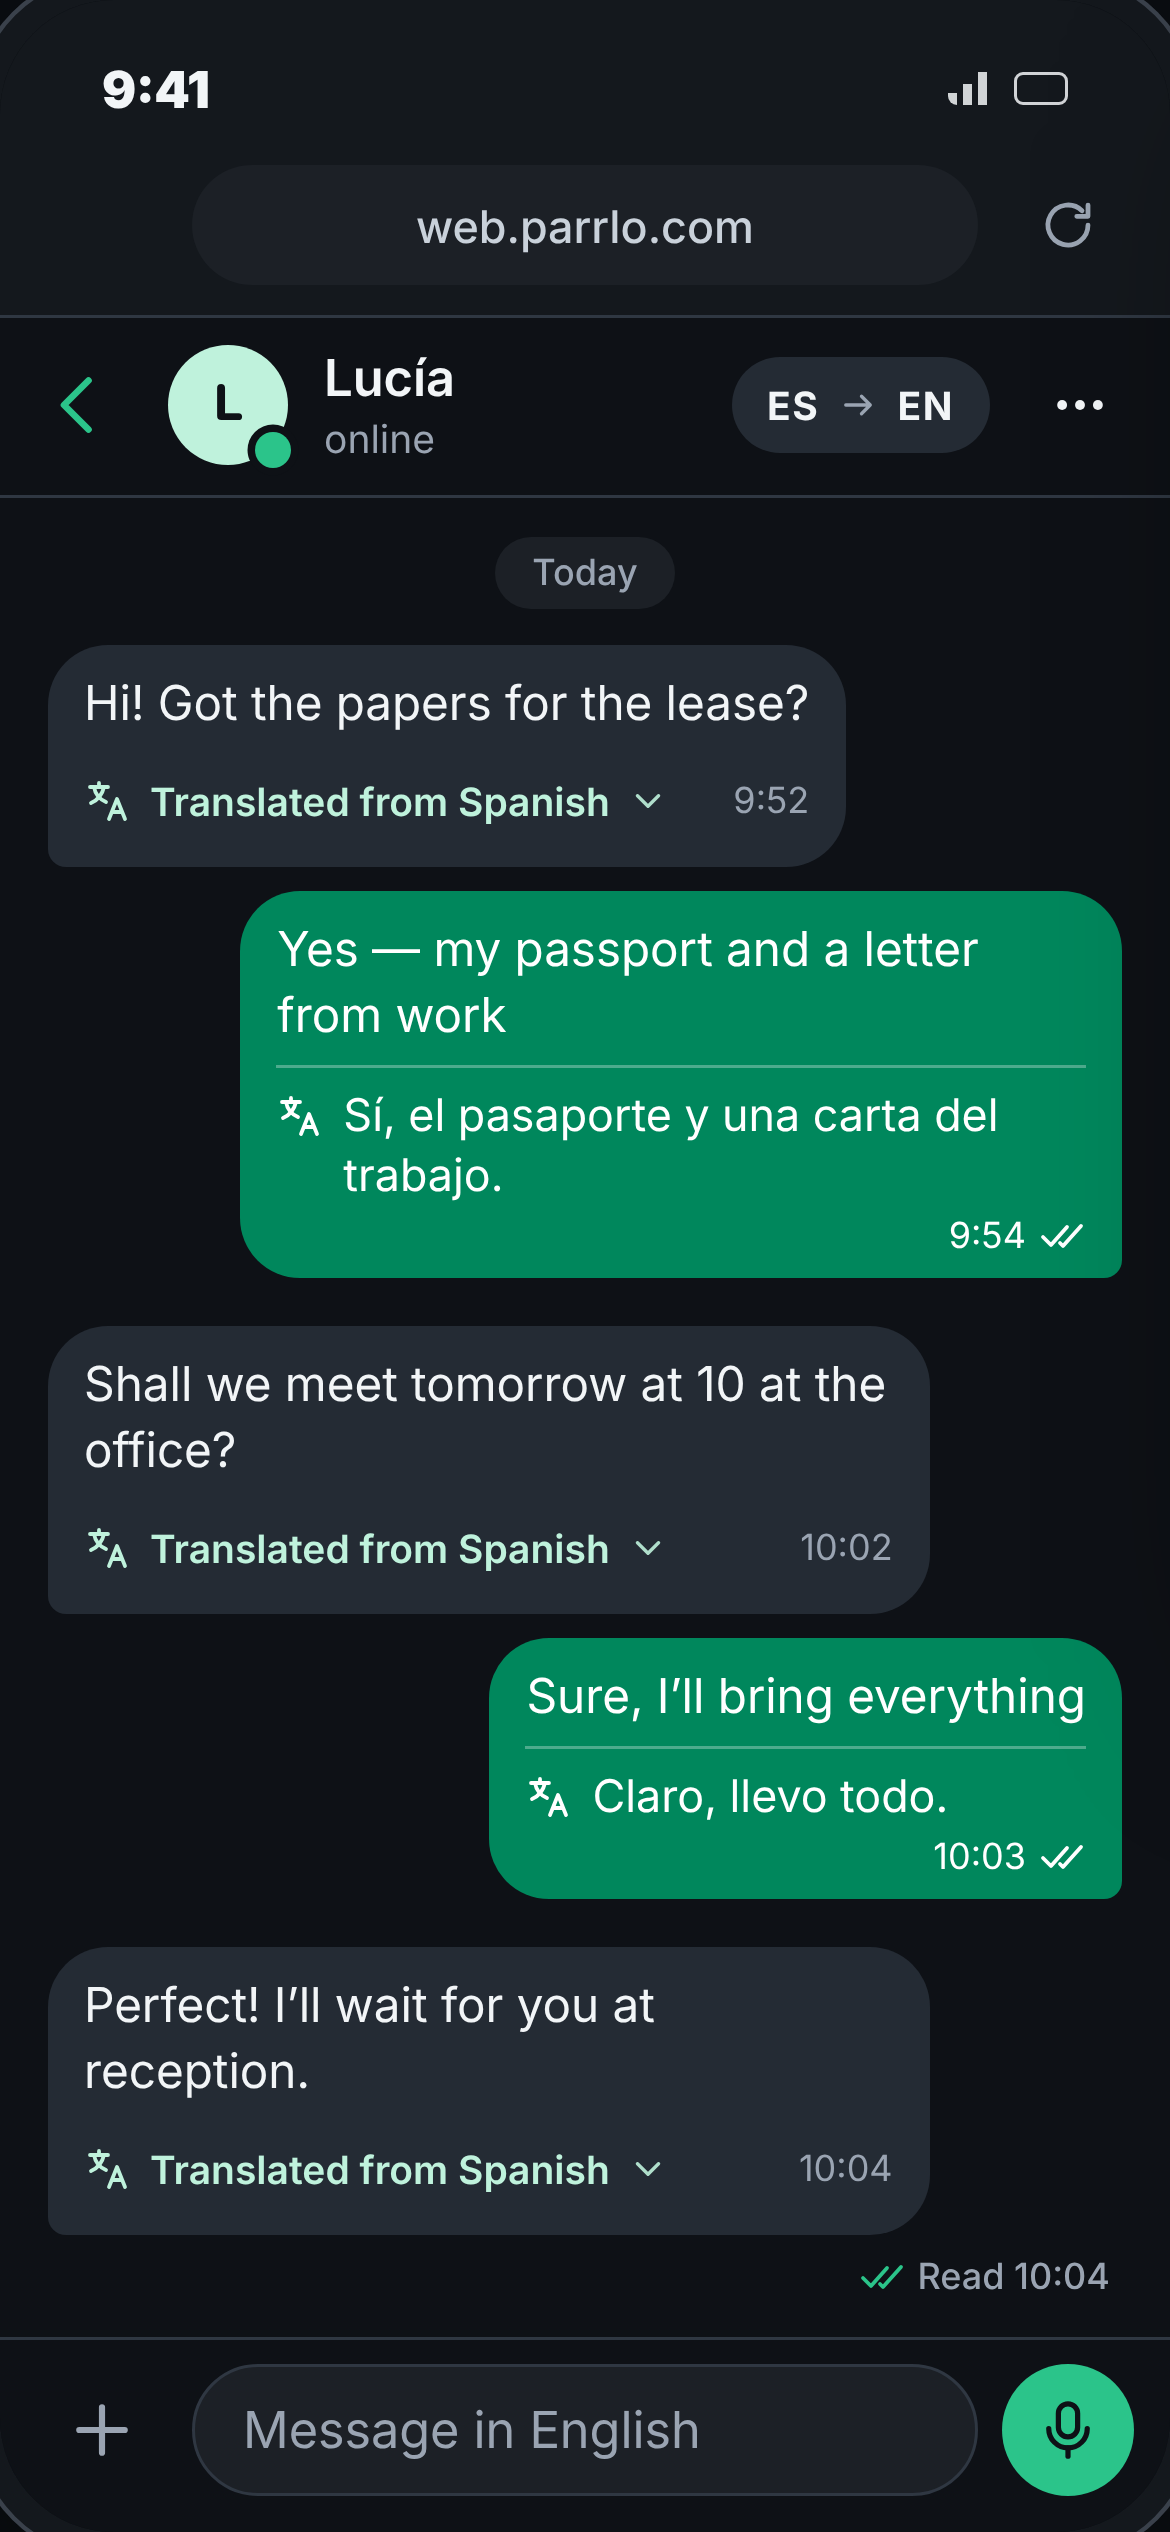 9:41
web.parrlo.com
L
Lucía
online
ES → EN
Today
Hi! Got the papers for the lease?
Translated from Spanish
9:52
Yes — my passport and a letter
from work
Sí, el pasaporte y una carta del
trabajo.
9:54
Shall we meet tomorrow at 10 at the
office?
Translated from Spanish
10:02
Sure, I’ll bring everything
Claro, llevo todo.
10:03
Perfect! I’ll wait for you at
reception.
Translated from Spanish
10:04
Read 10:04
Message in English